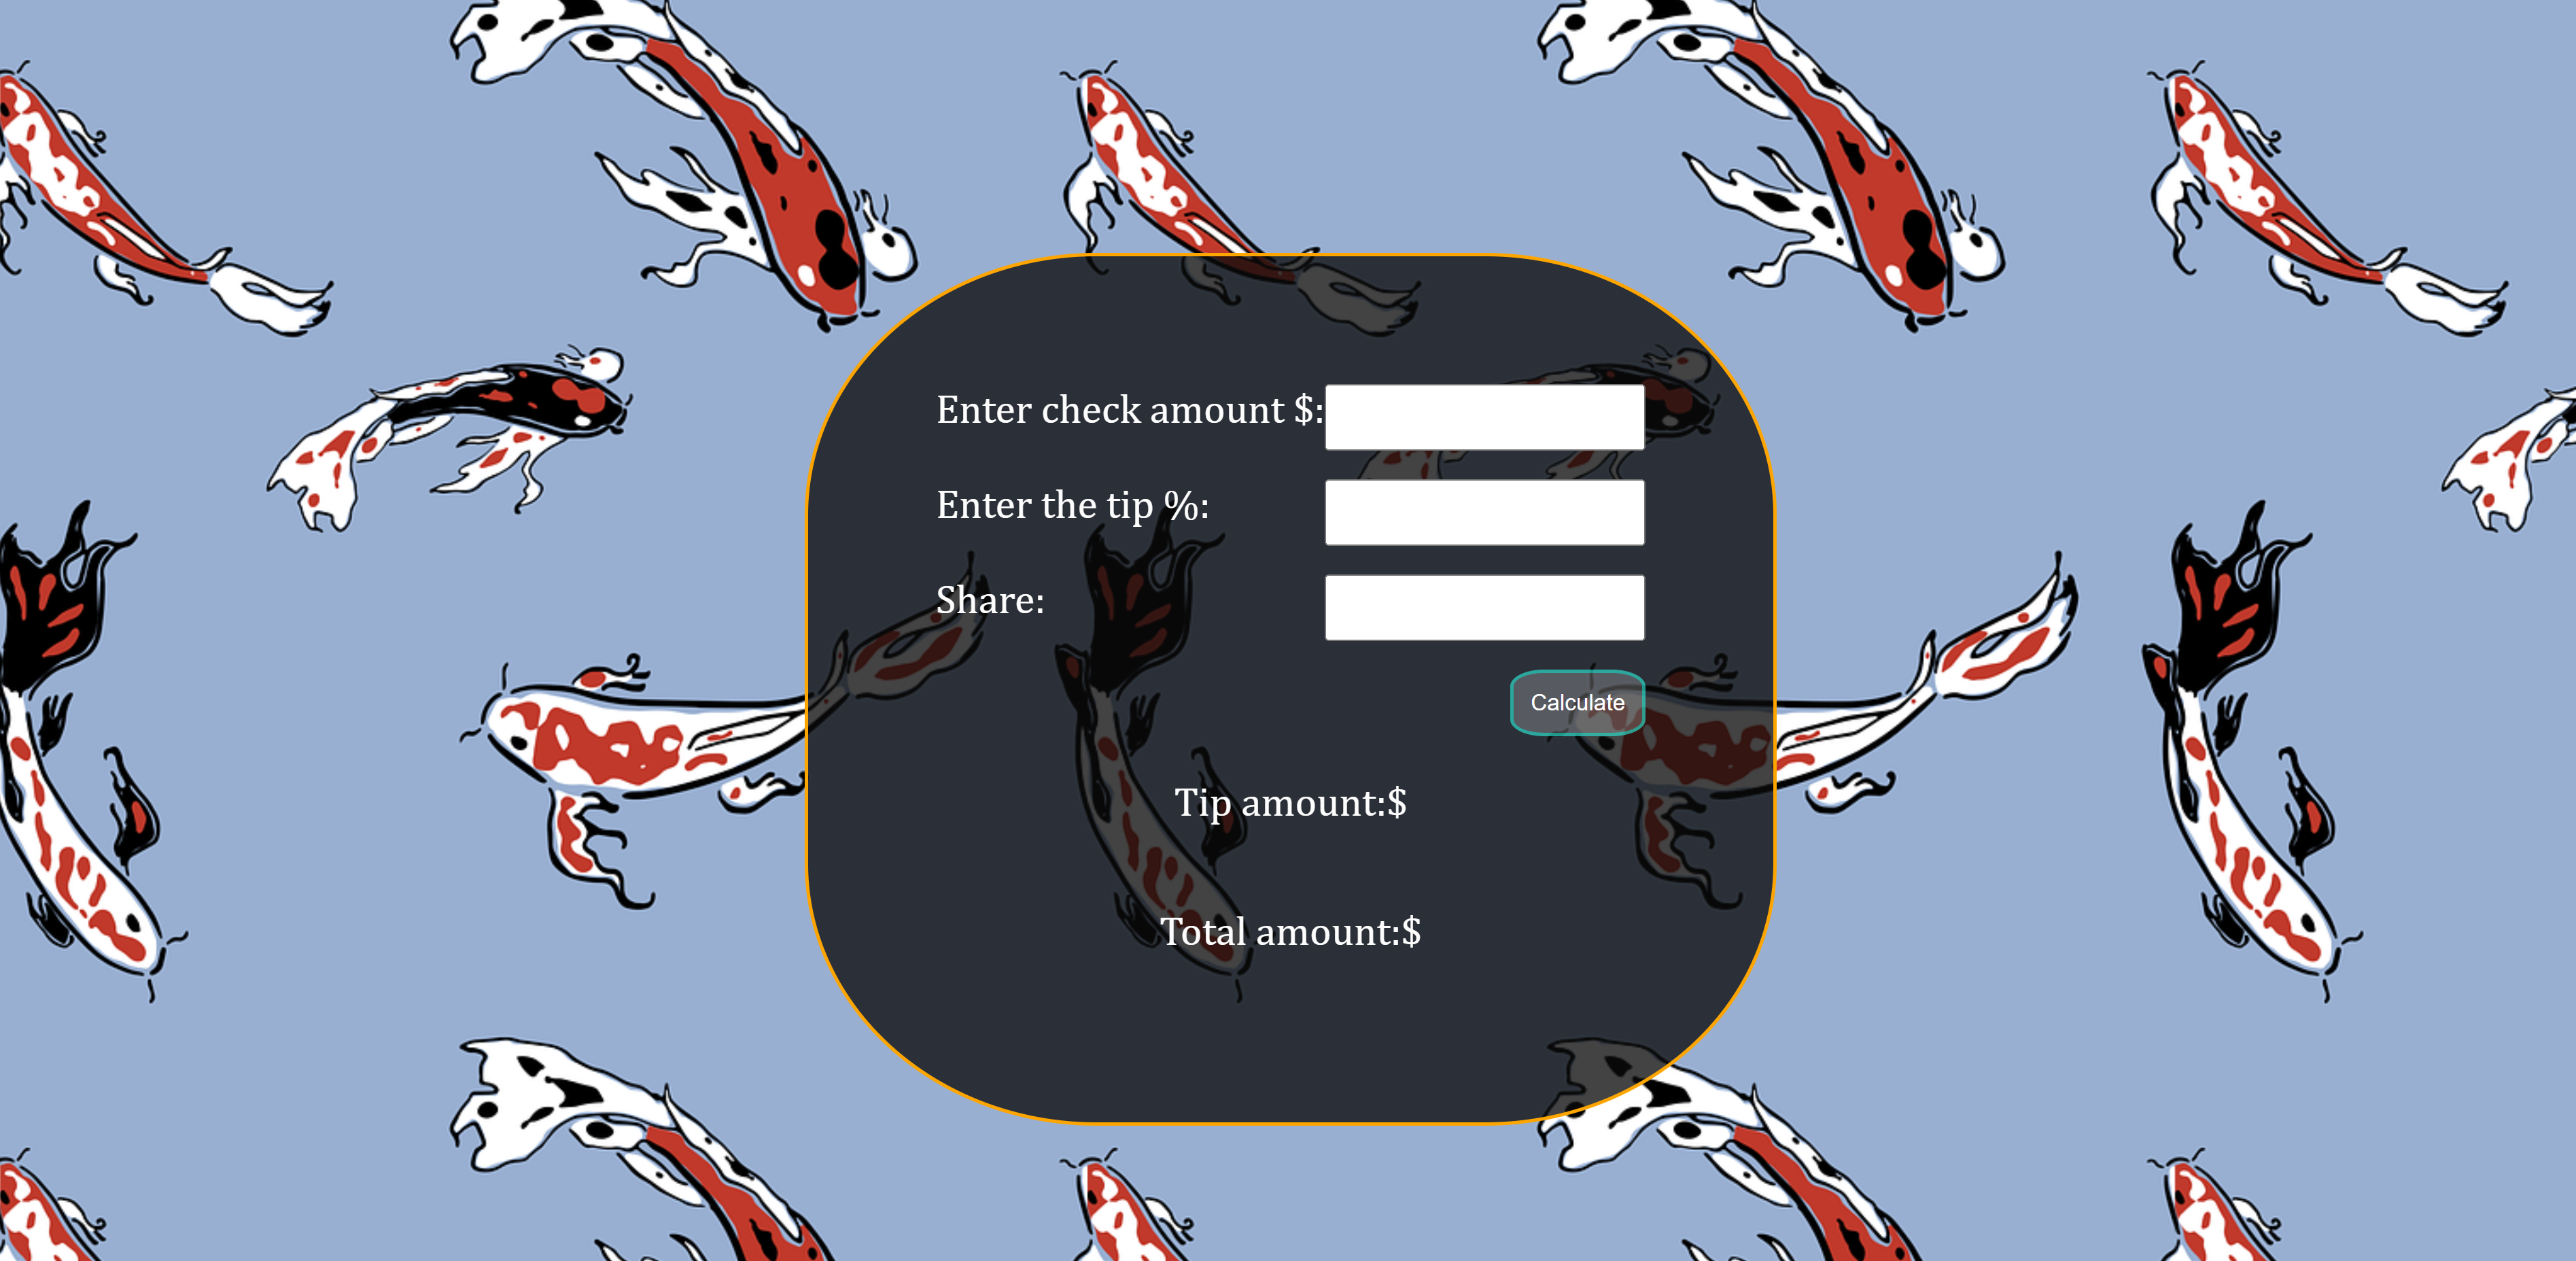 Enter check amount $:
Enter the tip %:
Share:
Calculate
Tip amount:$
Total amount:$